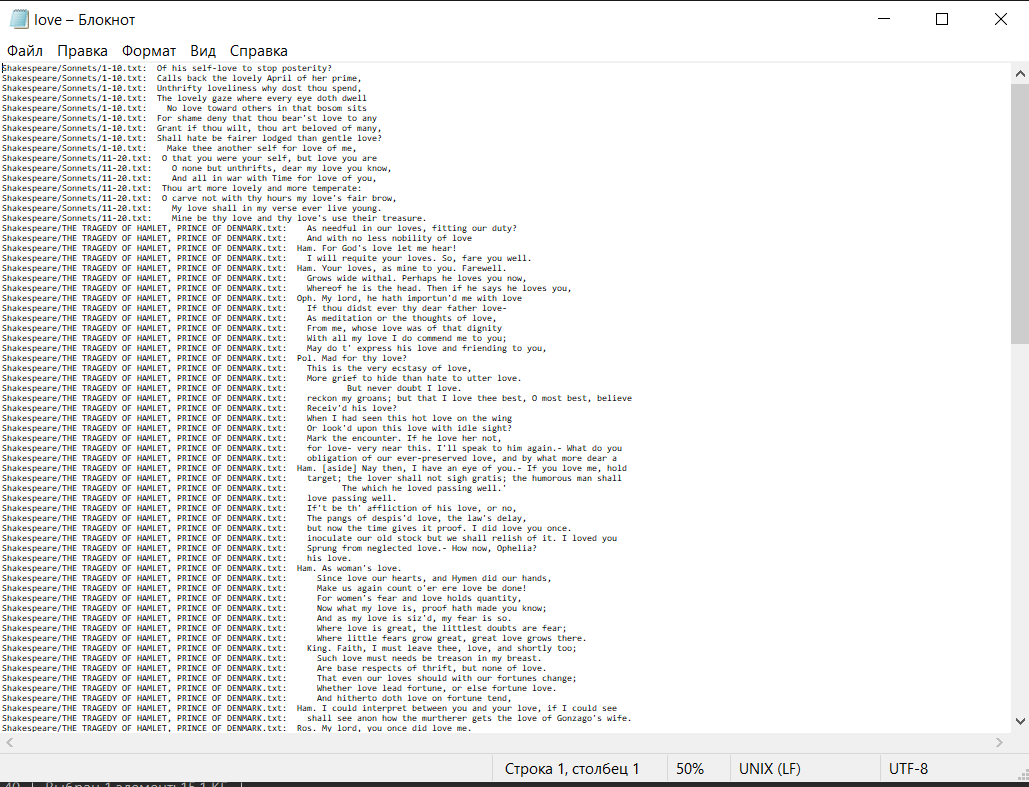 love – Блокнот
Файл Правка Формат Вид Справка
Shakespeare/Sonnets/1-10.txt:  Of his self-love to stop posterity?
Shakespeare/Sonnets/1-10.txt:  Calls back the lovely April of her prime,
Shakespeare/Sonnets/1-10.txt:  Unthrifty loveliness why dost thou spend,
Shakespeare/Sonnets/1-10.txt:  The lovely gaze where every eye doth dwell
Shakespeare/Sonnets/1-10.txt:    No love toward others in that bosom sits
Shakespeare/Sonnets/1-10.txt:  For shame deny that thou bear'st love to any
Shakespeare/Sonnets/1-10.txt:  Grant if thou wilt, thou art beloved of many,
Shakespeare/Sonnets/1-10.txt:  Shall hate be fairer lodged than gentle love?
Shakespeare/Sonnets/1-10.txt:    Make thee another self for love of me,
Shakespeare/Sonnets/11-20.txt:  O that you were your self, but love you are
Shakespeare/Sonnets/11-20.txt:    O none but unthrifts, dear my love you know,
Shakespeare/Sonnets/11-20.txt:    And all in war with Time for love of you,
Shakespeare/Sonnets/11-20.txt:  Thou art more lovely and more temperate:
Shakespeare/Sonnets/11-20.txt:  O carve not with thy hours my love's fair brow,
Shakespeare/Sonnets/11-20.txt:    My love shall in my verse ever live young.
Shakespeare/Sonnets/11-20.txt:    Mine be thy love and thy love's use their treasure.
Shakespeare/THE TRAGEDY OF HAMLET, PRINCE OF DENMARK.txt:    As needful in our loves, fitting our duty?
Shakespeare/THE TRAGEDY OF HAMLET, PRINCE OF DENMARK.txt:    And with no less nobility of love
Shakespeare/THE TRAGEDY OF HAMLET, PRINCE OF DENMARK.txt:  Ham. For God's love let me hear!
Shakespeare/THE TRAGEDY OF HAMLET, PRINCE OF DENMARK.txt:    I will requite your loves. So, fare you well.
Shakespeare/THE TRAGEDY OF HAMLET, PRINCE OF DENMARK.txt:  Ham. Your loves, as mine to you. Farewell.
Shakespeare/THE TRAGEDY OF HAMLET, PRINCE OF DENMARK.txt:    Grows wide withal. Perhaps he loves you now,
Shakespeare/THE TRAGEDY OF HAMLET, PRINCE OF DENMARK.txt:    Whereof he is the head. Then if he says he loves you,
Shakespeare/THE TRAGEDY OF HAMLET, PRINCE OF DENMARK.txt:  Oph. My lord, he hath importun'd me with love
Shakespeare/THE TRAGEDY OF HAMLET, PRINCE OF DENMARK.txt:    If thou didst ever thy dear father love-
Shakespeare/THE TRAGEDY OF HAMLET, PRINCE OF DENMARK.txt:    As meditation or the thoughts of love,
Shakespeare/THE TRAGEDY OF HAMLET, PRINCE OF DENMARK.txt:    From me, whose love was of that dignity
Shakespeare/THE TRAGEDY OF HAMLET, PRINCE OF DENMARK.txt:    With all my love I do commend me to you;
Shakespeare/THE TRAGEDY OF HAMLET, PRINCE OF DENMARK.txt:    May do t' express his love and friending to you,
Shakespeare/THE TRAGEDY OF HAMLET, PRINCE OF DENMARK.txt:  Pol. Mad for thy love?
Shakespeare/THE TRAGEDY OF HAMLET, PRINCE OF DENMARK.txt:    This is the very ecstasy of love,
Shakespeare/THE TRAGEDY OF HAMLET, PRINCE OF DENMARK.txt:    More grief to hide than hate to utter love.
Shakespeare/THE TRAGEDY OF HAMLET, PRINCE OF DENMARK.txt:            But never doubt I love.
Shakespeare/THE TRAGEDY OF HAMLET, PRINCE OF DENMARK.txt:    reckon my groans; but that I love thee best, O most best, believe
Shakespeare/THE TRAGEDY OF HAMLET, PRINCE OF DENMARK.txt:    Receiv'd his love?
Shakespeare/THE TRAGEDY OF HAMLET, PRINCE OF DENMARK.txt:    When I had seen this hot love on the wing
Shakespeare/THE TRAGEDY OF HAMLET, PRINCE OF DENMARK.txt:    Or look'd upon this love with idle sight?
Shakespeare/THE TRAGEDY OF HAMLET, PRINCE OF DENMARK.txt:    Mark the encounter. If he love her not,
Shakespeare/THE TRAGEDY OF HAMLET, PRINCE OF DENMARK.txt:    for love- very near this. I'll speak to him again.- What do you
Shakespeare/THE TRAGEDY OF HAMLET, PRINCE OF DENMARK.txt:    obligation of our ever-preserved love, and by what more dear a
Shakespeare/THE TRAGEDY OF HAMLET, PRINCE OF DENMARK.txt:  Ham. [aside] Nay then, I have an eye of you.- If you love me, hold
Shakespeare/THE TRAGEDY OF HAMLET, PRINCE OF DENMARK.txt:    target; the lover shall not sigh gratis; the humorous man shall
Shakespeare/THE TRAGEDY OF HAMLET, PRINCE OF DENMARK.txt:           The which he loved passing well.'
Shakespeare/THE TRAGEDY OF HAMLET, PRINCE OF DENMARK.txt:    love passing well.
Shakespeare/THE TRAGEDY OF HAMLET, PRINCE OF DENMARK.txt:    If't be th' affliction of his love, or no,
Shakespeare/THE TRAGEDY OF HAMLET, PRINCE OF DENMARK.txt:    The pangs of despis'd love, the law's delay,
Shakespeare/THE TRAGEDY OF HAMLET, PRINCE OF DENMARK.txt:    but now the time gives it proof. I did love you once.
Shakespeare/THE TRAGEDY OF HAMLET, PRINCE OF DENMARK.txt:    inoculate our old stock but we shall relish of it. I loved you
Shakespeare/THE TRAGEDY OF HAMLET, PRINCE OF DENMARK.txt:    Sprung from neglected love.- How now, Ophelia?
Shakespeare/THE TRAGEDY OF HAMLET, PRINCE OF DENMARK.txt:    his love.
Shakespeare/THE TRAGEDY OF HAMLET, PRINCE OF DENMARK.txt:  Ham. As woman's love.
Shakespeare/THE TRAGEDY OF HAMLET, PRINCE OF DENMARK.txt:      Since love our hearts, and Hymen did our hands,
Shakespeare/THE TRAGEDY OF HAMLET, PRINCE OF DENMARK.txt:      Make us again count o'er ere love be done!
Shakespeare/THE TRAGEDY OF HAMLET, PRINCE OF DENMARK.txt:      For women's fear and love holds quantity,
Shakespeare/THE TRAGEDY OF HAMLET, PRINCE OF DENMARK.txt:      Now what my love is, proof hath made you know;
Shakespeare/THE TRAGEDY OF HAMLET, PRINCE OF DENMARK.txt:      And as my love is siz'd, my fear is so.
Shakespeare/THE TRAGEDY OF HAMLET, PRINCE OF DENMARK.txt:      Where love is great, the littlest doubts are fear;
Shakespeare/THE TRAGEDY OF HAMLET, PRINCE OF DENMARK.txt:      Where little fears grow great, great love grows there.
Shakespeare/THE TRAGEDY OF HAMLET, PRINCE OF DENMARK.txt:    King. Faith, I must leave thee, love, and shortly too;
Shakespeare/THE TRAGEDY OF HAMLET, PRINCE OF DENMARK.txt:      Such love must needs be treason in my breast.
Shakespeare/THE TRAGEDY OF HAMLET, PRINCE OF DENMARK.txt:      Are base respects of thrift, but none of love.
Shakespeare/THE TRAGEDY OF HAMLET, PRINCE OF DENMARK.txt:      That even our loves should with our fortunes change;
Shakespeare/THE TRAGEDY OF HAMLET, PRINCE OF DENMARK.txt:      Whether love lead fortune, or else fortune love.
Shakespeare/THE TRAGEDY OF HAMLET, PRINCE OF DENMARK.txt:      And hitherto doth love on fortune tend,
Shakespeare/THE TRAGEDY OF HAMLET, PRINCE OF DENMARK.txt:  Ham. I could interpret between you and your love, if I could see
Shakespeare/THE TRAGEDY OF HAMLET, PRINCE OF DENMARK.txt:    shall see anon how the murtherer gets the love of Gonzago's wife.
Shakespeare/THE TRAGEDY OF HAMLET, PRINCE OF DENMARK.txt:  Ros. My lord, you once did love me.
Строка 1, столбец 1 50% UNIX (LF) UTF-8